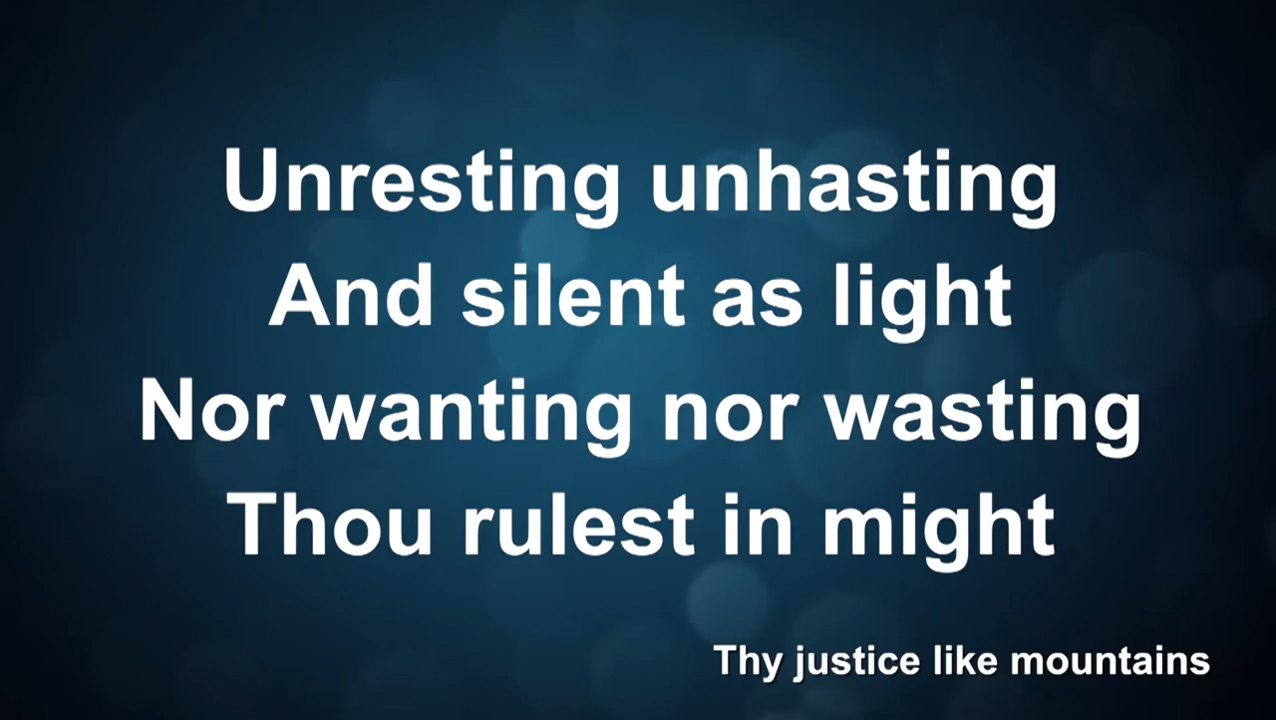 Unresting unhasting
And silent as light
Nor wanting nor wasting
Thou rulest in might
Thy justice like mountains